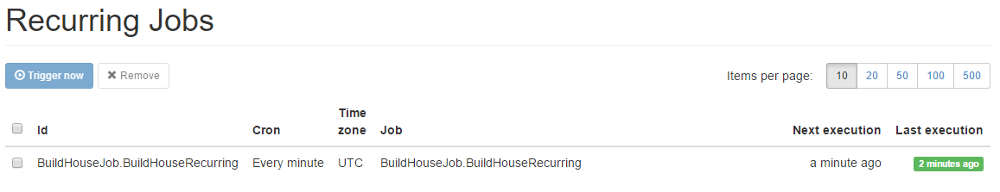 Recurring Jobs
Trigger now Remove Items per page: 10 20 50 100 500
Id Cron Time zone Job Next execution Last execution
BuildHouseJob.BuildHouseRecurring Every minute UTC BuildHouseJob.BuildHouseRecurring a minute ago 2 minutes ago